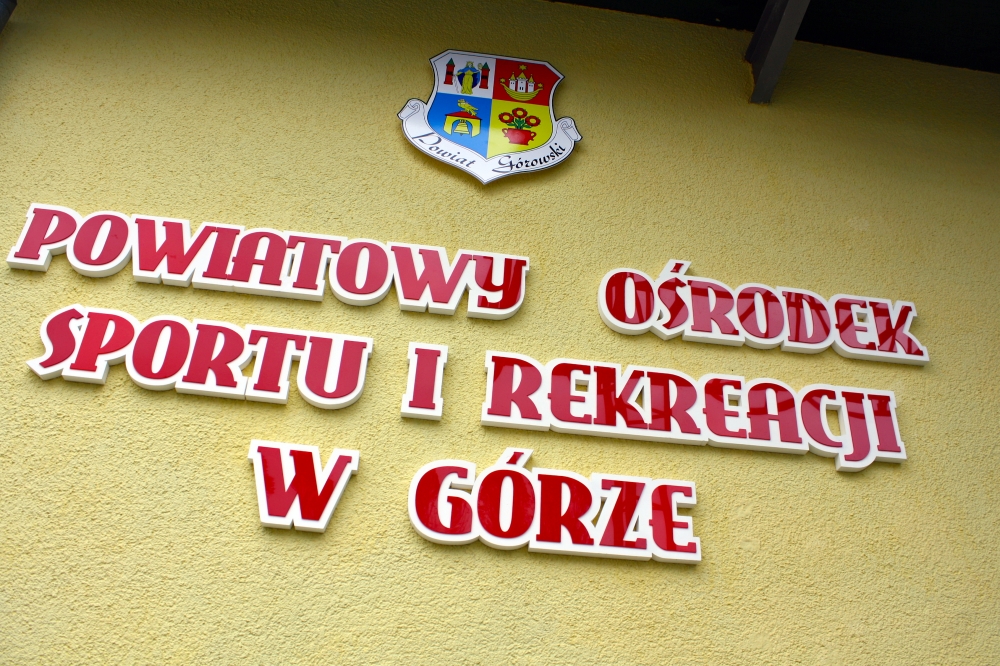 Powiat Górowski
POWIATOWY OŚRODEK
SPORTU I REKREACJI
W GÓRZE